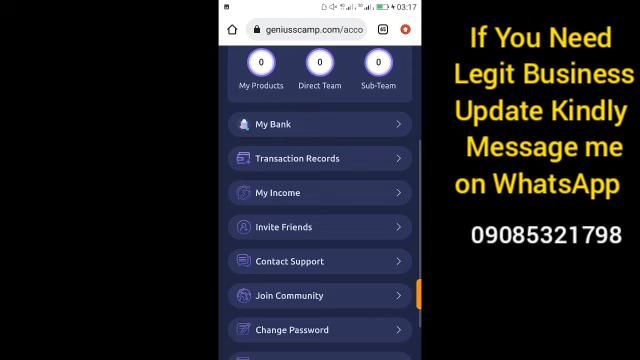 03:17
geniusscamp.com/acco
65
0 0 0
My Products Direct Team Sub-Team
My Bank
Transaction Records
My Income
Invite Friends
Contact Support
Join Community
Change Password
If You Need
Legit Business
Update Kindly
Message me
on WhatsApp
09085321798